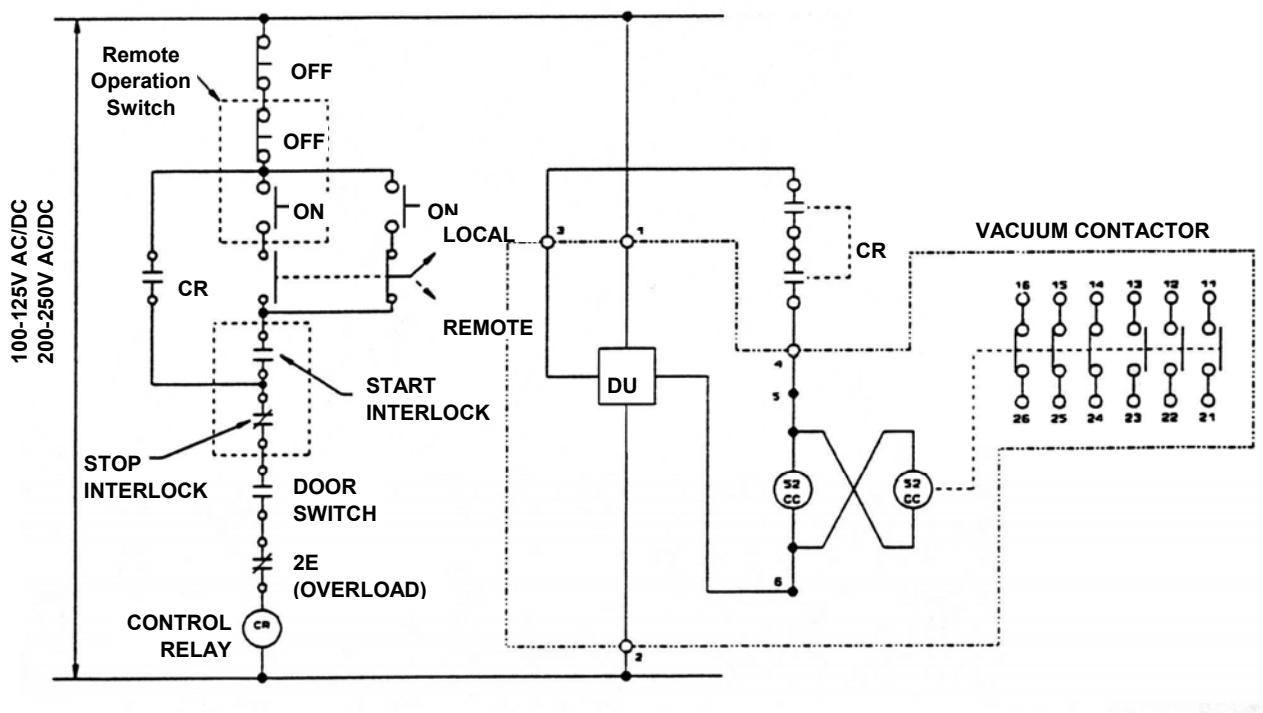 Remote
Operation
Switch
OFF
OFF
ON
ON
LOCAL
REMOTE
CR
100-125V AC/DC
200-250V AC/DC
START
INTERLOCK
STOP
INTERLOCK
DOOR
SWITCH
2E
(OVERLOAD)
CONTROL
RELAY
CR
3
1
CR
DU
4
5
52
CC
52
CC
6
2
VACUUM CONTACTOR
16 15 14 13 12 11
26 25 24 23 22 21